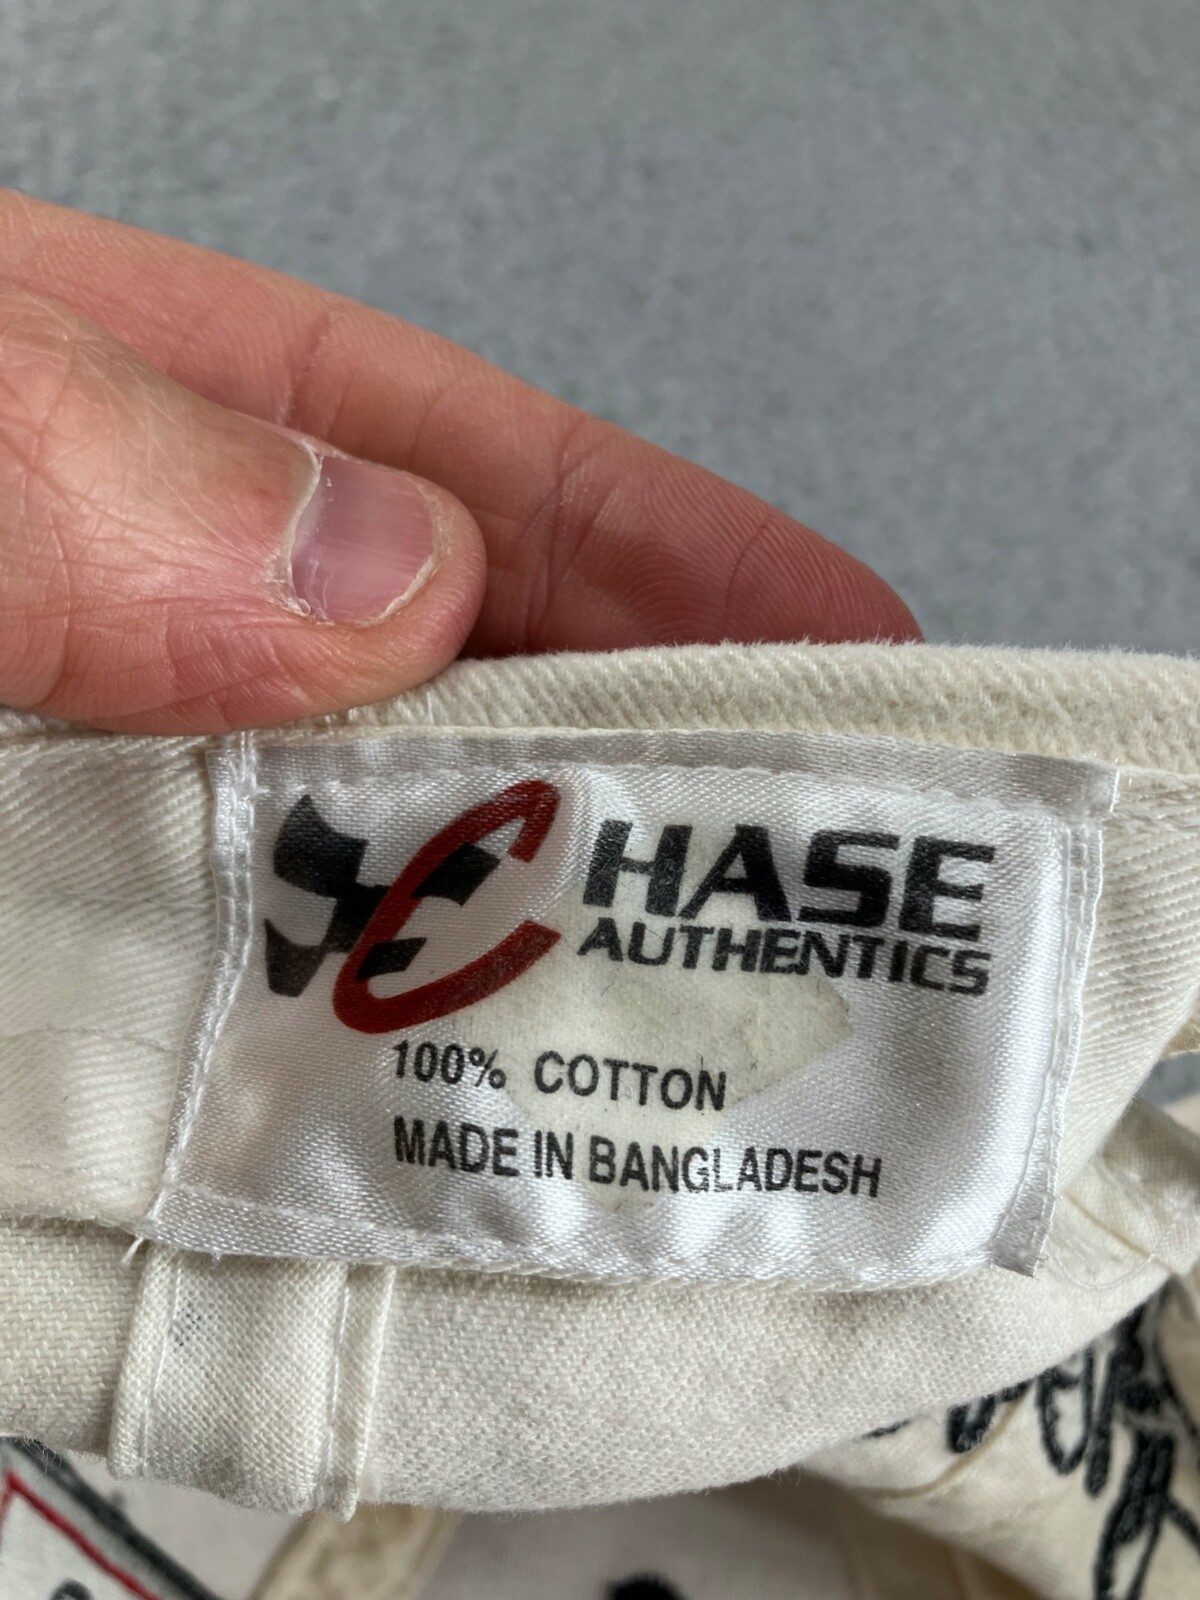 CHASE
AUTHENTICS
100% COTTON
MADE IN BANGLADESH